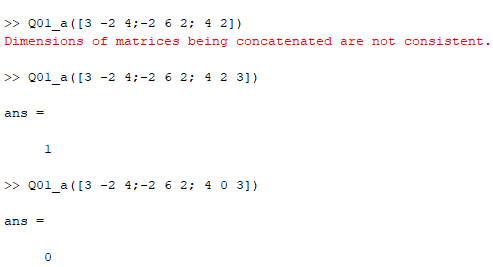 >> Q01_a([3 -2 4;-2 6 2; 4 2])
Dimensions of matrices being concatenated are not consistent.
>> Q01_a([3 -2 4;-2 6 2; 4 2 3])
ans =
1
>> Q01_a([3 -2 4;-2 6 2; 4 0 3])
ans =
0